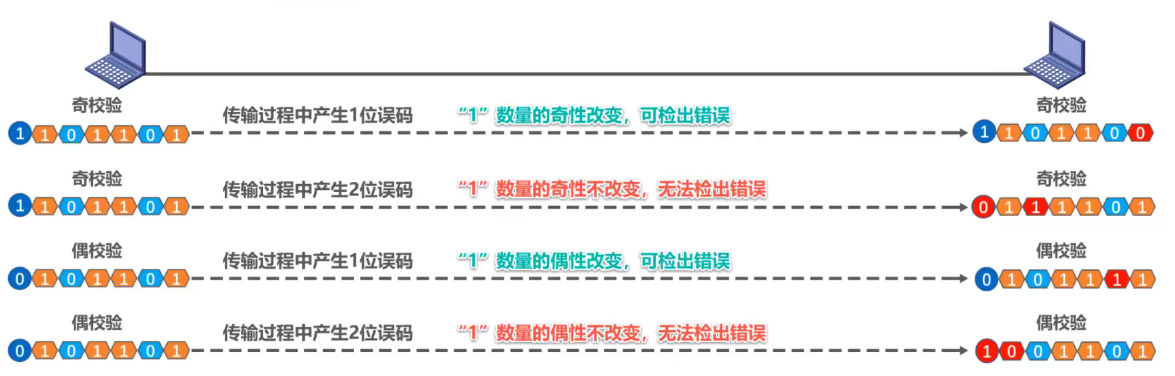 奇校验 奇校验
传输过程中产生1位误码 “1”数量的奇性改变，可检出错误
1 1 0 1 1 0 1 1 1 0 1 1 0 0
奇校验 奇校验
传输过程中产生2位误码 “1”数量的奇性不改变，无法检出错误
1 1 0 1 1 0 1 0 1 1 1 1 0 1
偶校验 偶校验
传输过程中产生1位误码 “1”数量的偶性改变，可检出错误
0 1 0 1 1 0 1 0 1 0 1 1 1 1
偶校验 偶校验
传输过程中产生2位误码 “1”数量的偶性不改变，无法检出错误
0 1 0 1 1 0 1 1 0 0 1 1 0 1